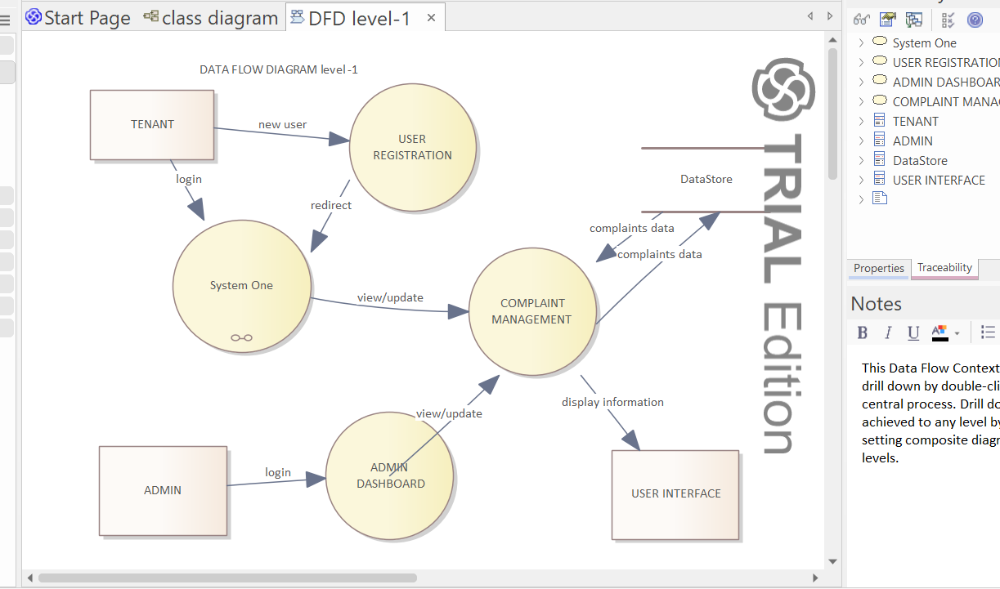 Start Page
class diagram
DFD level-1
DATA FLOW DIAGRAM level -1
TENANT
new user
USER
REGISTRATION
login
redirect
DataStore
complaints data
complaints data
System One
view/update
COMPLAINT
MANAGEMENT
display information
view/update
ADMIN
login
ADMIN
DASHBOARD
USER INTERFACE
TRIAL Edition
System One
USER REGISTRATION
ADMIN DASHBOAR
COMPLAINT MANA
TENANT
ADMIN
DataStore
USER INTERFACE
Properties
Traceability
Notes
B I U A
This Data Flow Context
drill down by double-cli
central process. Drill do
achieved to any level by
setting composite diagr
levels.